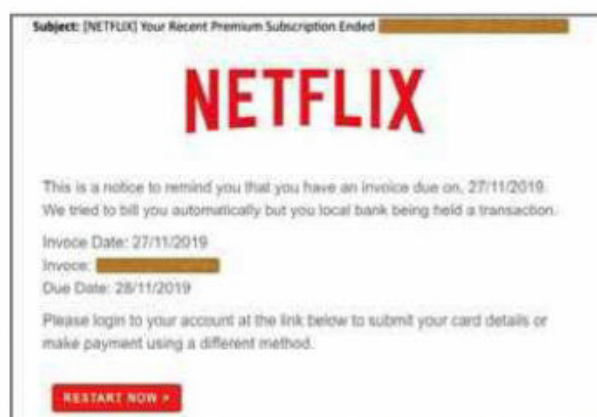 Subject: [NETFLIX] Your Recent Premium Subscription Ended
NETFLIX
This is a notice to remind you that you have an invoice due on, 27/11/2019.
We tried to bill you automatically but you local bank being held a transaction.
Invoce Date: 27/11/2019
Invoce:
Due Date: 28/11/2019
Please login to your account at the link below to submit your card details or
make payment using a different method.
RESTART NOW >